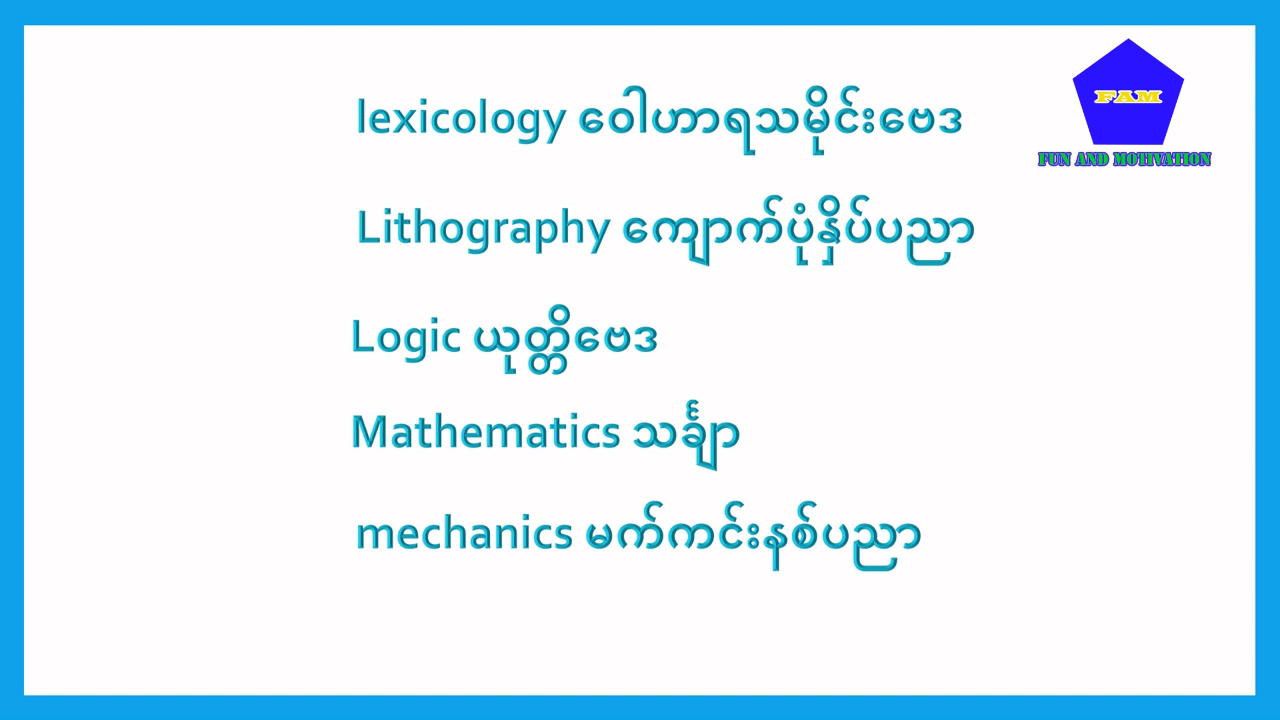 lexicology ဝေါဟာရသမိုင်းဗေဒ
FAM
FUN AND MOTIVATION
Lithography ကျောက်ပုံနှိပ်ပညာ
Logic ယုတ္တိဗေဒ
Mathematics သင်္ချာ
mechanics မက်ကင်းနစ်ပညာ